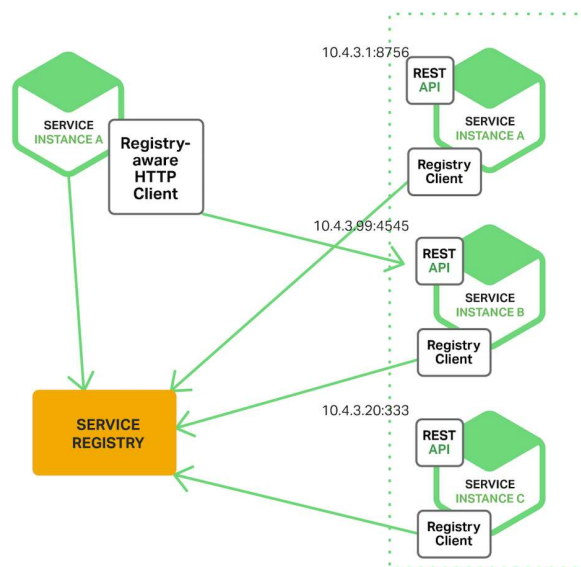 10.4.3.1:8756
REST
API
SERVICE
INSTANCE A
Registry
Client
SERVICE
INSTANCE A
Registry-
aware
HTTP
Client
10.4.3.99:4545
REST
API
SERVICE
INSTANCE B
Registry
Client
SERVICE
REGISTRY
10.4.3.20:333
REST
API
SERVICE
INSTANCE C
Registry
Client